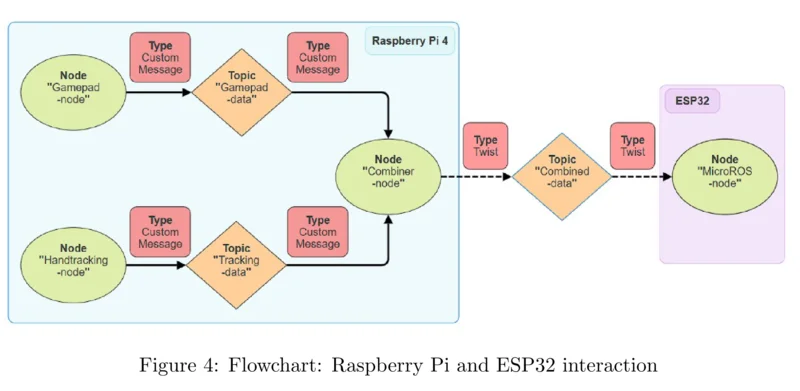 Raspberry Pi 4
Type
Custom
Message
Type
Custom
Message
Node
"Gamepad
-node"
Topic
"Gamepad
-data"
ESP32
Type
Twist
Type
Twist
Node
"Combiner
-node"
Topic
"Combined
-data"
Node
"MicroROS
-node"
Type
Custom
Message
Type
Custom
Message
Node
"Handtracking
-node"
Topic
"Tracking
-data"
Figure 4: Flowchart: Raspberry Pi and ESP32 interaction